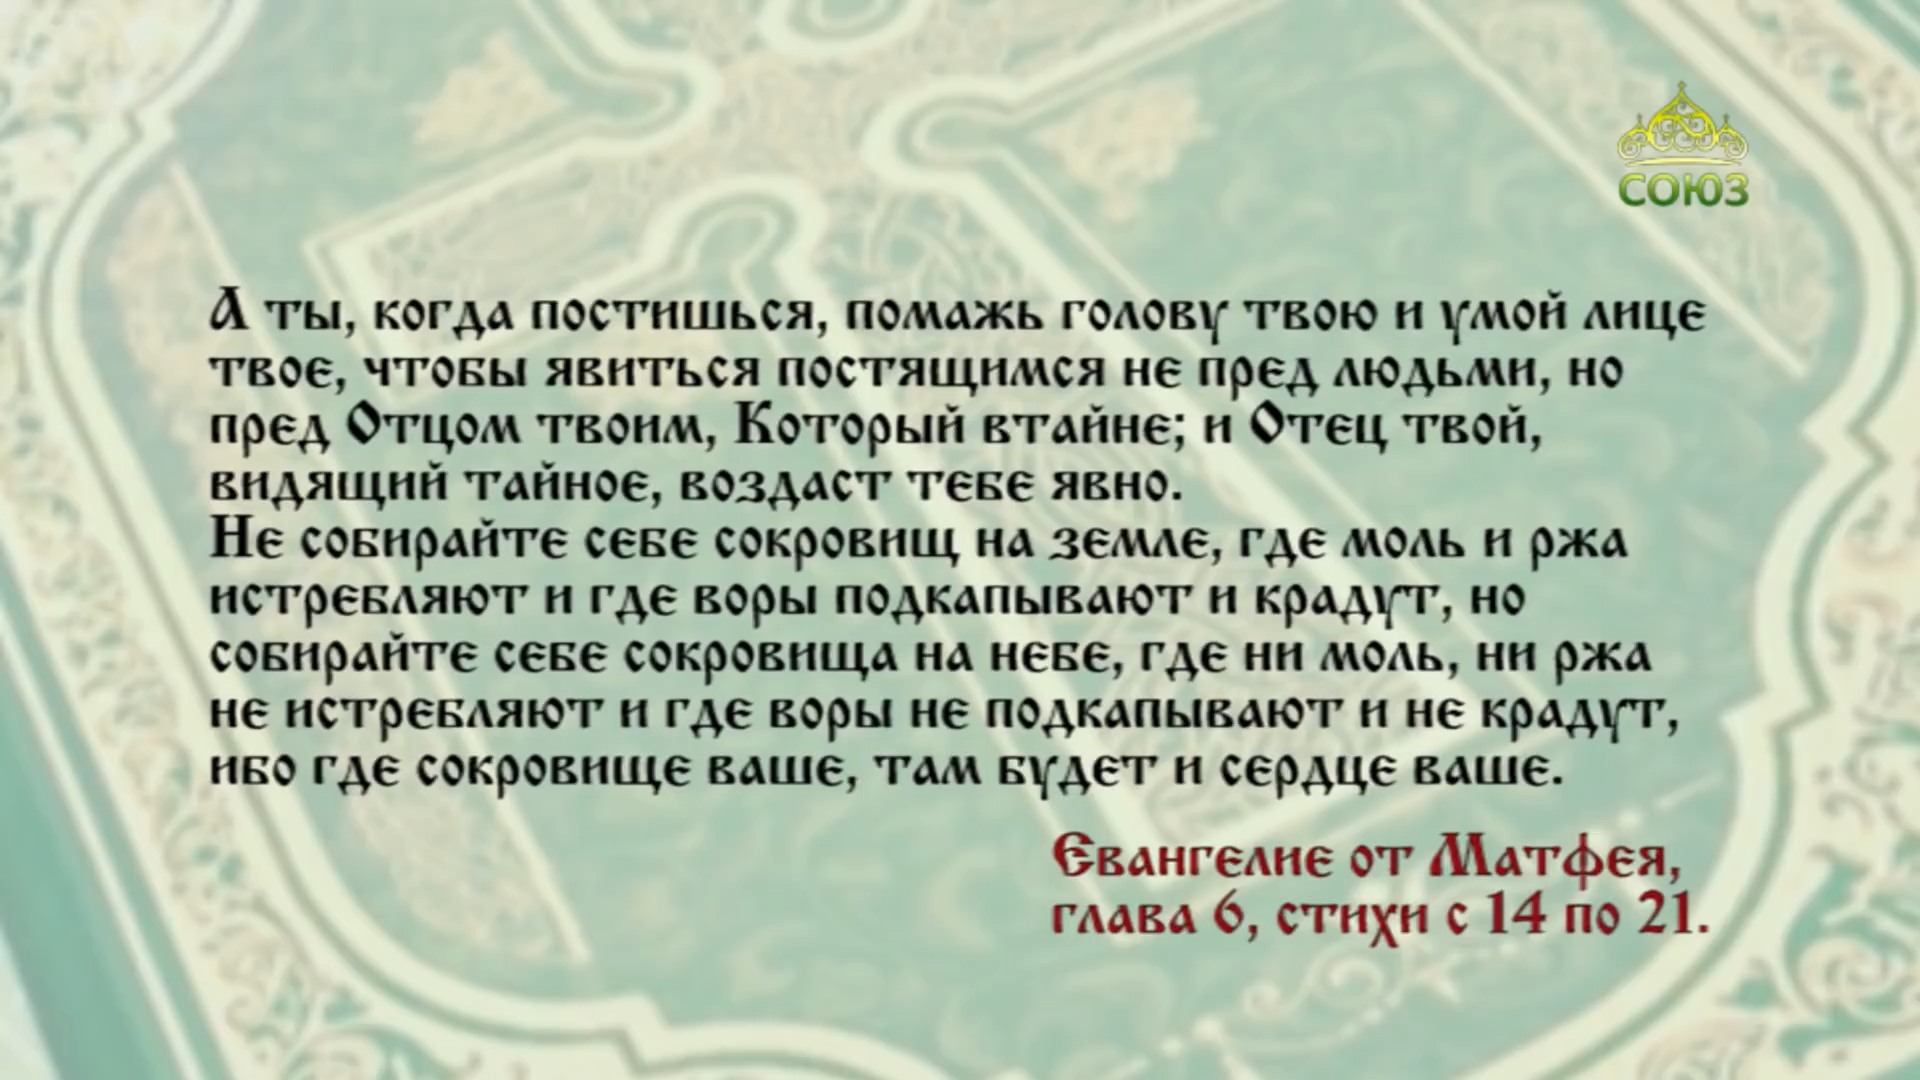 СОЮЗ
А ты, когда постишься, помажь голову твою и умой лице
твое, чтобы явиться постящимся не пред людьми, но
пред Отцом твоим, Который втайне; и Отец твой,
видящий тайное, воздаст тебе явно.
Не собирайте себе сокровищ на земле, где моль и ржа
истребляют и где воры подкапывают и крадут, но
собирайте себе сокровища на небе, где ни моль, ни ржа
не истребляют и где воры не подкапывают и не крадут,
ибо где сокровище ваше, там будет и сердце ваше.
Евангелие от Матфея,
глава 6, стихи с 14 по 21.